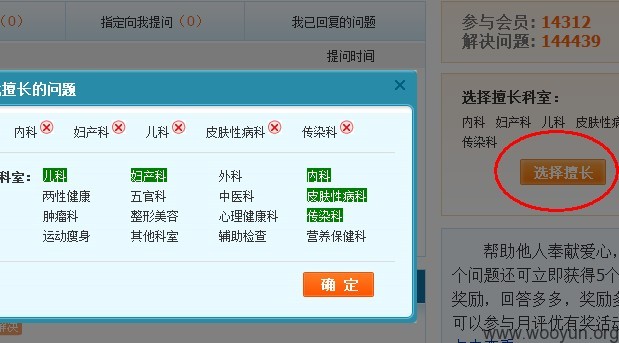 (0)
指定向我提问(0)
我已回复的问题
提问时间
擅长的问题
内科 妇产科 儿科 皮肤性病科 传染科
科室: 儿科 妇产科 外科 内科
两性健康 五官科 中医科 皮肤性病科
肿瘤科 整形美容 心理健康科 传染科
运动瘦身 其他科室 辅助检查 营养保健科
确 定
解决
参与会员: 14312
解决问题: 144439
选择擅长科室:
内科 妇产科 儿科 皮肤性病
传染科
选择擅长
帮助他人奉献爱心,
个问题还可立即获得5个
奖励,回答多多,奖励多
可以参与月评优有奖活动
www.wooyun.org